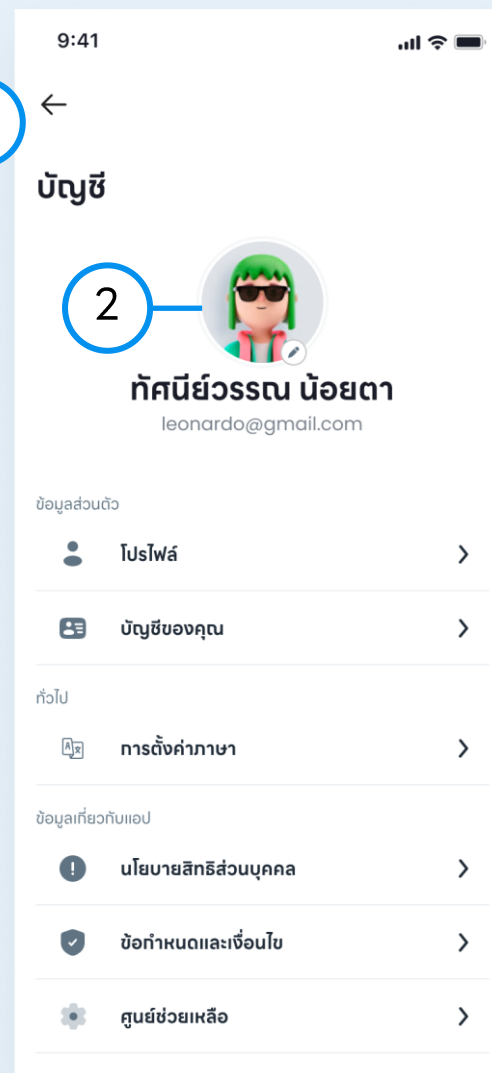 9:41
บัญชี
2
ทัศนีย์วรรณ น้อยตา
leonardo@gmail.com
ข้อมูลส่วนตัว
โปรไฟล์
บัญชีของคุณ
ทั่วไป
การตั้งค่าภาษา
ข้อมูลเกี่ยวกับแอป
นโยบายสิทธิส่วนบุคคล
ข้อกำหนดและเงื่อนไข
ศูนย์ช่วยเหลือ